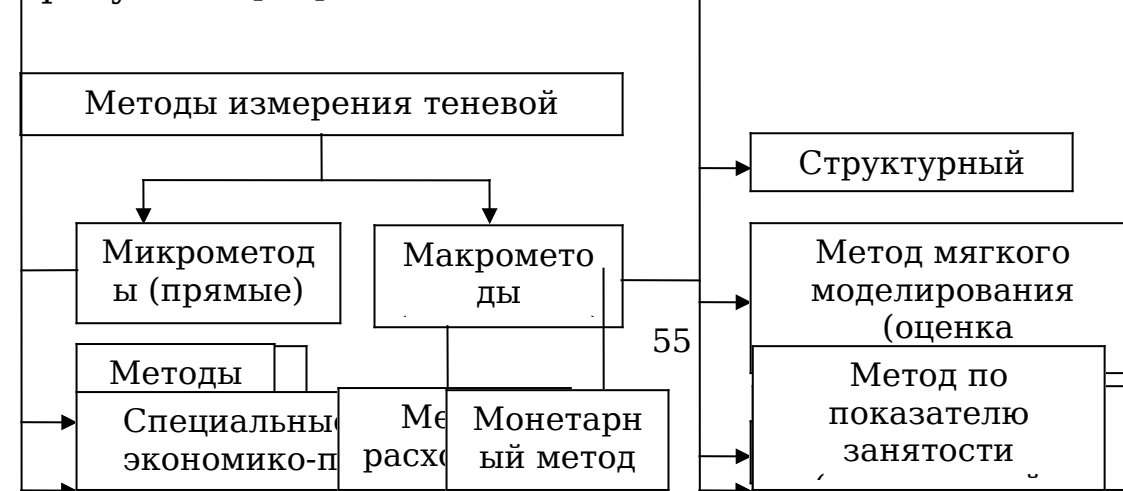 Методы измерения теневой
Структурный
Микрометод
ы (прямые)
Макромето
ды
Метод мягкого
моделирования
(оценка
55
Методы
Специальны
экономико-п
Ме
расх
Монетарн
ый метод
Метод по
показателю
занятости